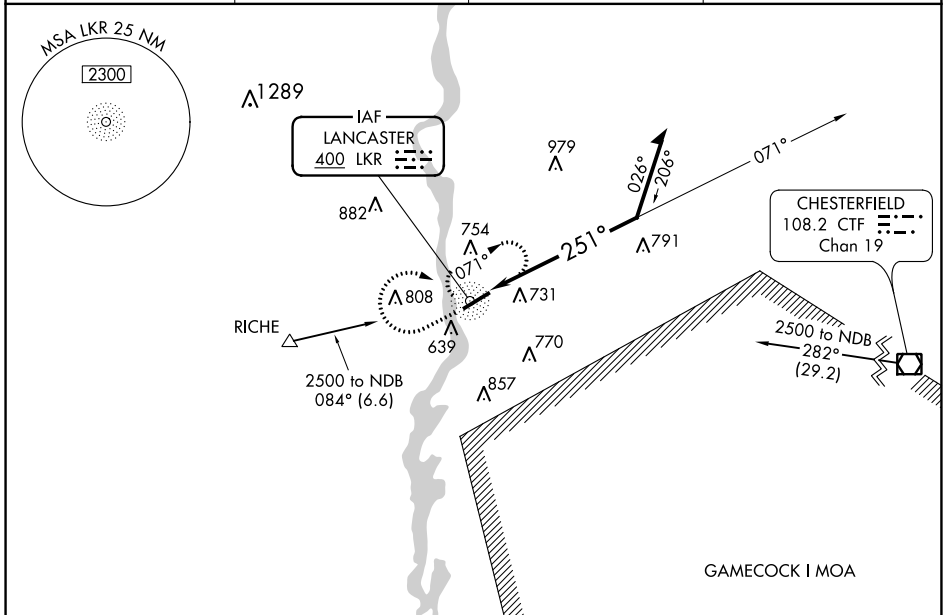 MSA LKR 25 NM
2300
1289
IAF
LANCASTER
400 LKR
979
026°
206°
071°
882
754
071°
251°
791
CHESTERFIELD
108.2 CTF
Chan 19
808
731
RICHE
639
2500 to NDB
084° (6.6)
770
857
2500 to NDB
282°
(29.2)
GAMECOCK I MOA